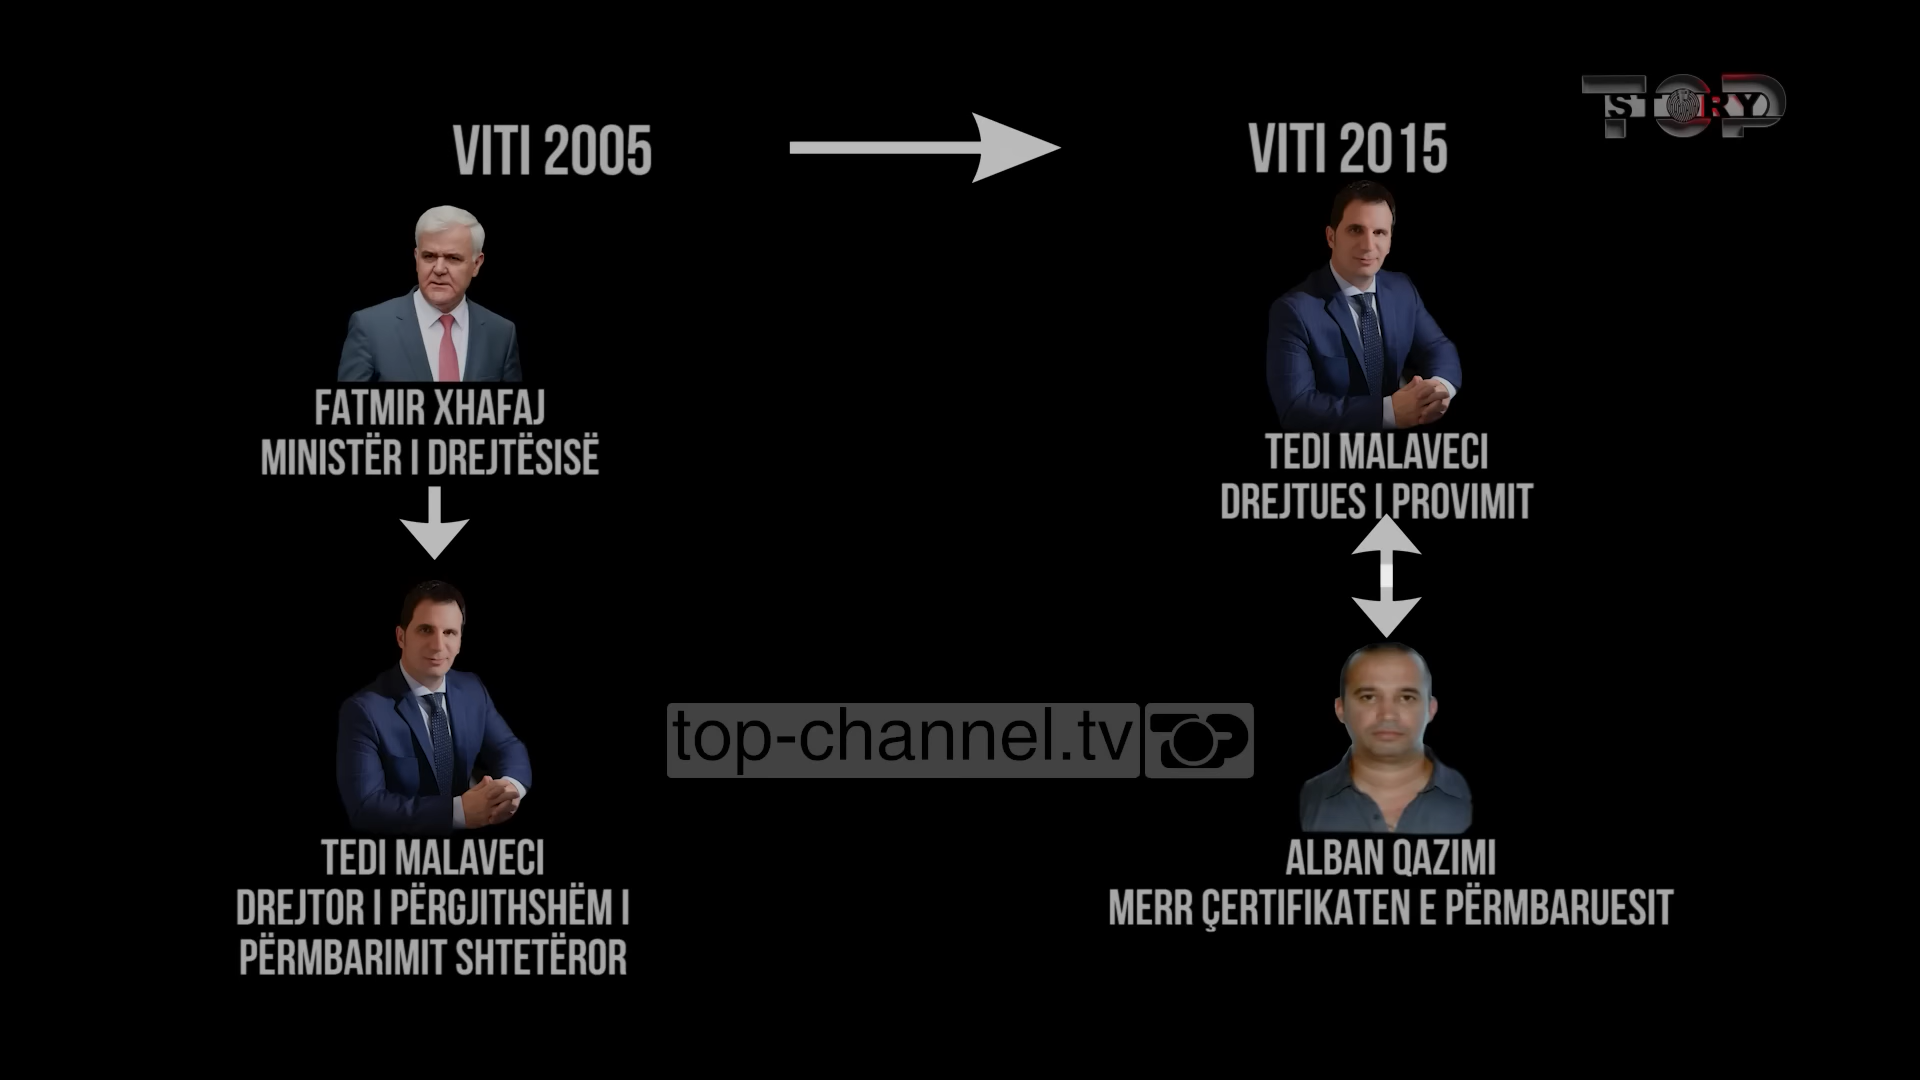 VITI 2005
VITI 2015
TOP
STORY
FATMIR XHAFAJ
MINISTËR I DREJTËSISË
TEDI MALAVECI
DREJTUES I PROVIMIT
top-channel.tv
TOP
TEDI MALAVECI
DREJTOR I PËRGJITHSHËM I
PËRMBARIMIT SHTETËROR
ALBAN QAZIMI
MERR ÇERTIFIKATEN E PËRMBARUESIT